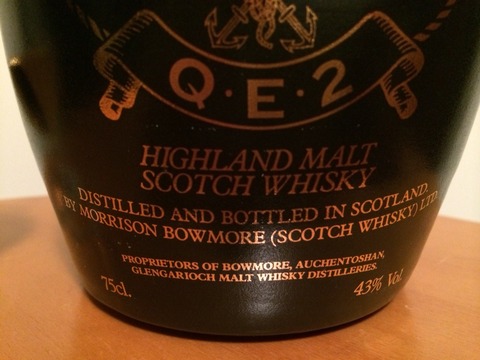 Q·E·2
HIGHLAND MALT
SCOTCH WHISKY
DISTILLED AND BOTTLED IN SCOTLAND.
BY MORRISON BOWMORE (SCOTCH WHISKY) LTD.
PROPRIETORS OF BOWMORE, AUCHENTOSHAN,
GLENGARIOCH MALT WHISKY DISTILLERIES.
75cl. 43% Vol.